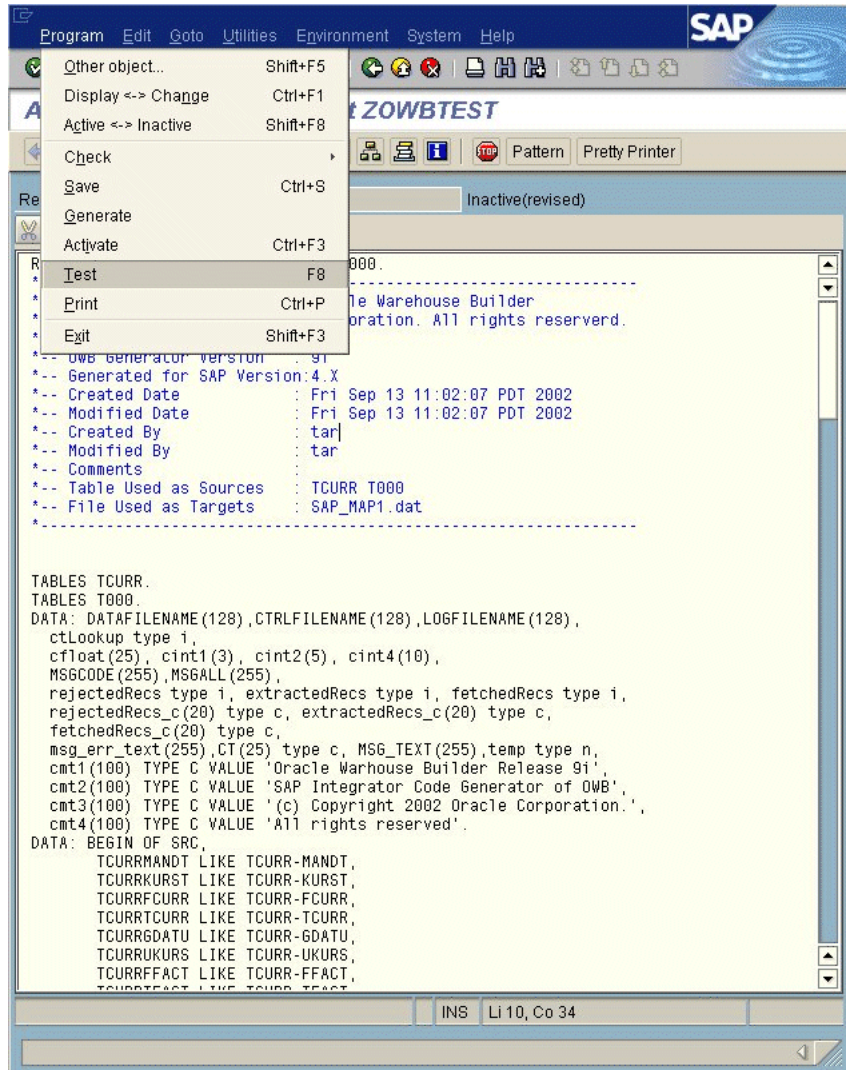 Program Edit Goto Utilities Environment System Help
SAP
Other object... Shift+F5
Display <-> Change Ctrl+F1
Active <-> Inactive Shift+F8
Check
Save Ctrl+S
Generate
Activate Ctrl+F3
Test F8
Print Ctrl+P
Exit Shift+F3
A t ZOWBTEST
STOP Pattern Pretty Printer
Re Inactive(revised)
R 000.
*-----------------------------
* le Warehouse Builder
* oration. All rights reserverd.
*
*-- OWB Generator Version : 9i
*-- Generated for SAP Version:4.X
*-- Created Date : Fri Sep 13 11:02:07 PDT 2002
*-- Modified Date : Fri Sep 13 11:02:07 PDT 2002
*-- Created By : tar
*-- Modified By : tar
*-- Comments :
*-- Table Used as Sources : TCURR T000
*-- File Used as Targets : SAP_MAP1.dat
*-----------------------------------------------------------------
TABLES TCURR.
TABLES T000.
DATA: DATAFILENAME(128),CTRLFILENAME(128),LOGFILENAME(128),
ctLookup type i,
cfloat(25), cint1(3), cint2(5), cint4(10),
MSGCODE(255),MSGALL(255),
rejectedRecs type i, extractedRecs type i, fetchedRecs type i,
rejectedRecs_c(20) type c, extractedRecs_c(20) type c,
fetchedRecs_c(20) type c,
msg_err_text(255),CT(25) type c, MSG_TEXT(255),temp type n,
cmt1(100) TYPE C VALUE 'Oracle Warhouse Builder Release 9i',
cmt2(100) TYPE C VALUE 'SAP Integrator Code Generator of OWB',
cmt3(100) TYPE C VALUE '(c) Copyright 2002 Oracle Corporation.',
cmt4(100) TYPE C VALUE 'All rights reserved'.
DATA: BEGIN OF SRC,
TCURRMANDT LIKE TCURR-MANDT,
TCURRKURST LIKE TCURR-KURST,
TCURRFCURR LIKE TCURR-FCURR,
TCURRTCURR LIKE TCURR-TCURR,
TCURRGDATU LIKE TCURR-GDATU,
TCURRUKURS LIKE TCURR-UKURS,
TCURRFFACT LIKE TCURR-FFACT,
TCURRTFACT LIKE TCURR-TFACT,
INS Li 10, Co 34